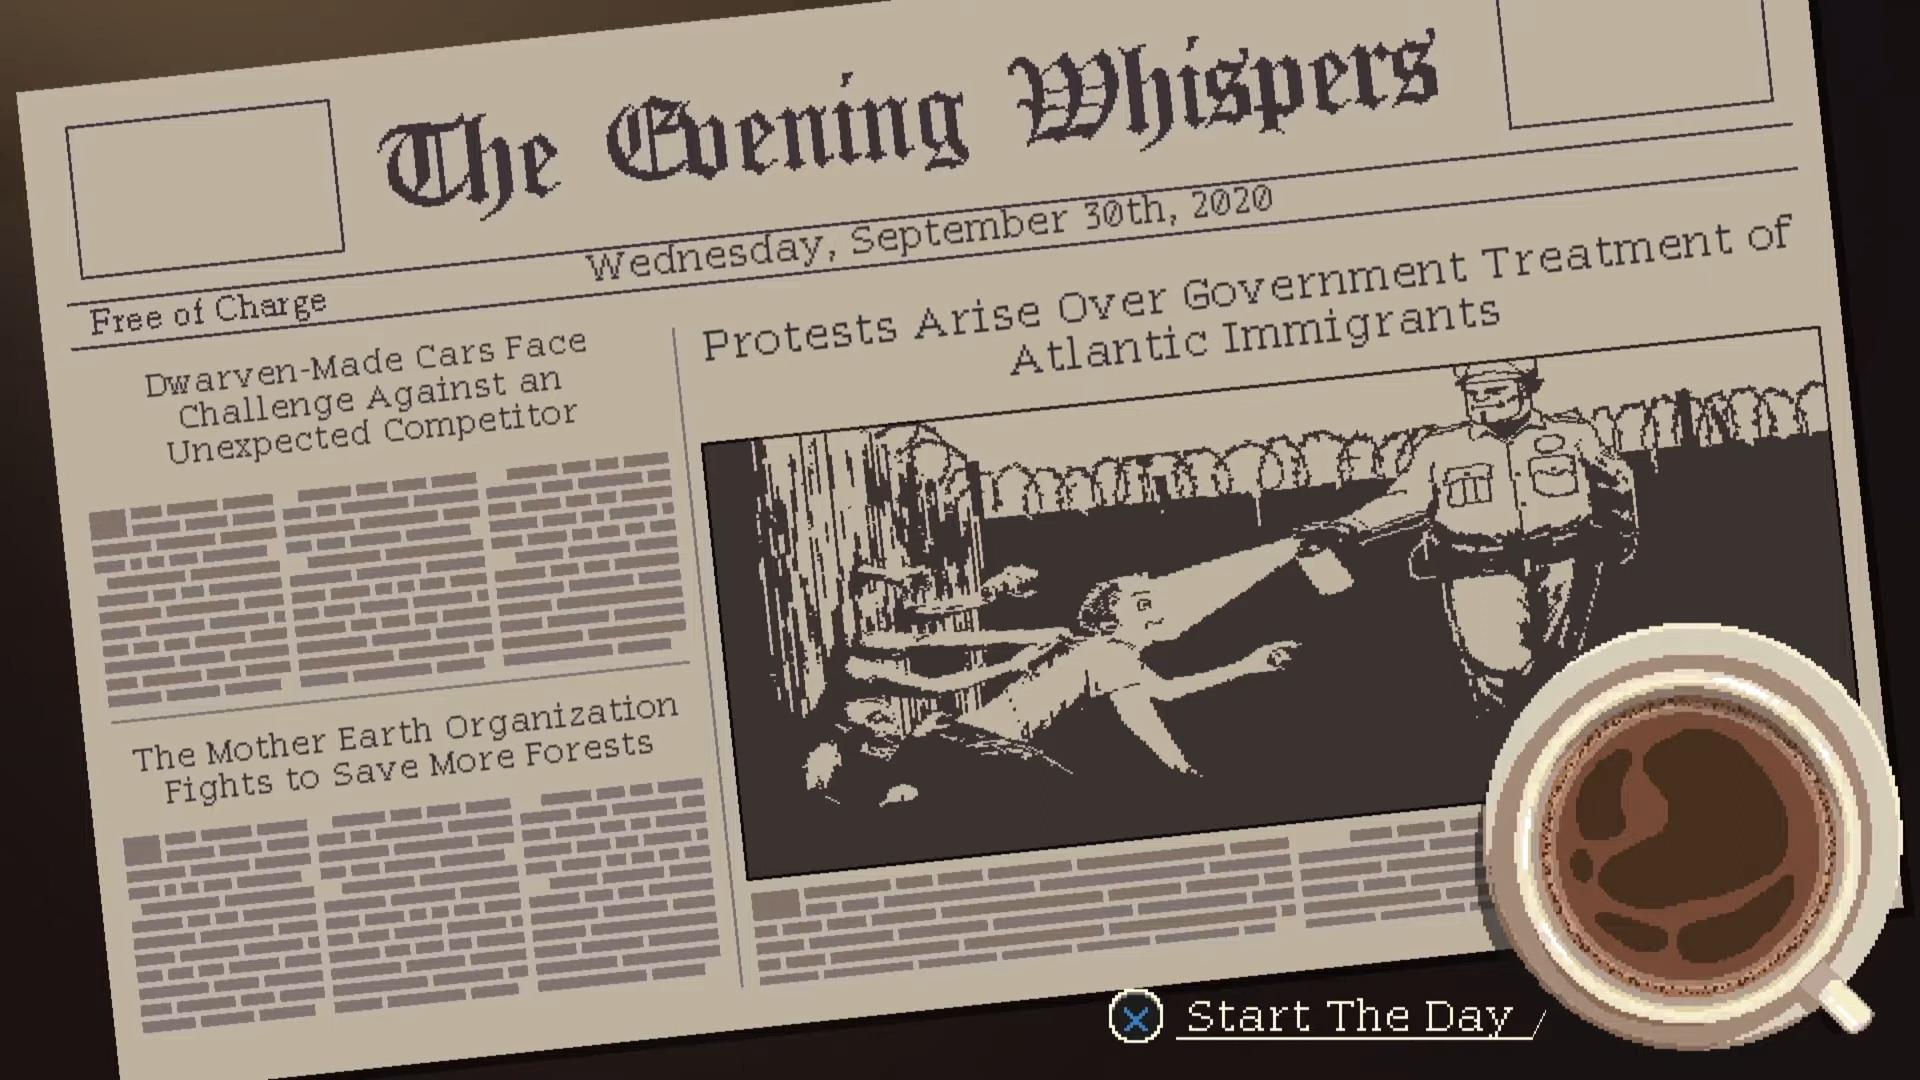 The Evening Whispers
Wednesday, September 30th, 2020
Free of Charge
Dwarven-Made Cars Face
Challenge Against an
Unexpected Competitor
The Mother Earth Organization
Fights to Save More Forests
Protests Arise Over Government Treatment of
Atlantic Immigrants
Start The Day